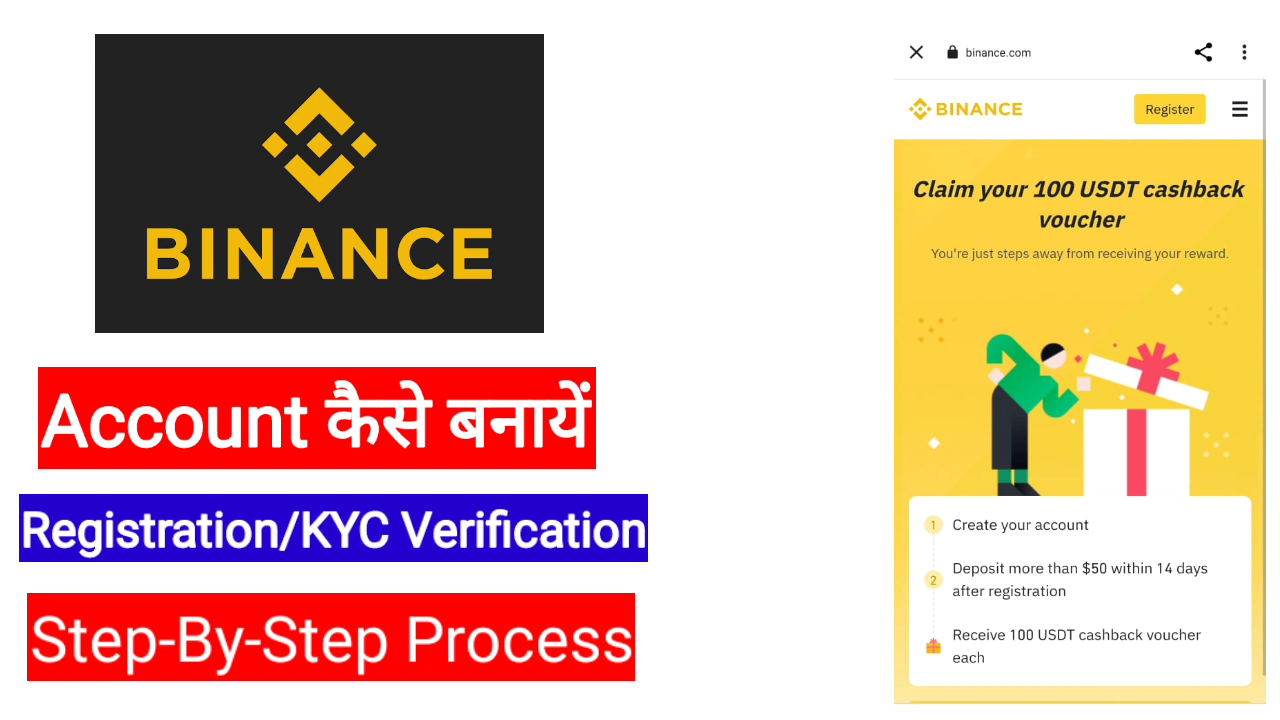 BINANCE
Account कैसे बनायें
Registration/KYC Verification
Step-By-Step Process
binance.com
BINANCE
Register
Claim your 100 USDT cashback
voucher
You're just steps away from receiving your reward.
1 Create your account
2 Deposit more than $50 within 14 days
after registration
Receive 100 USDT cashback voucher
each